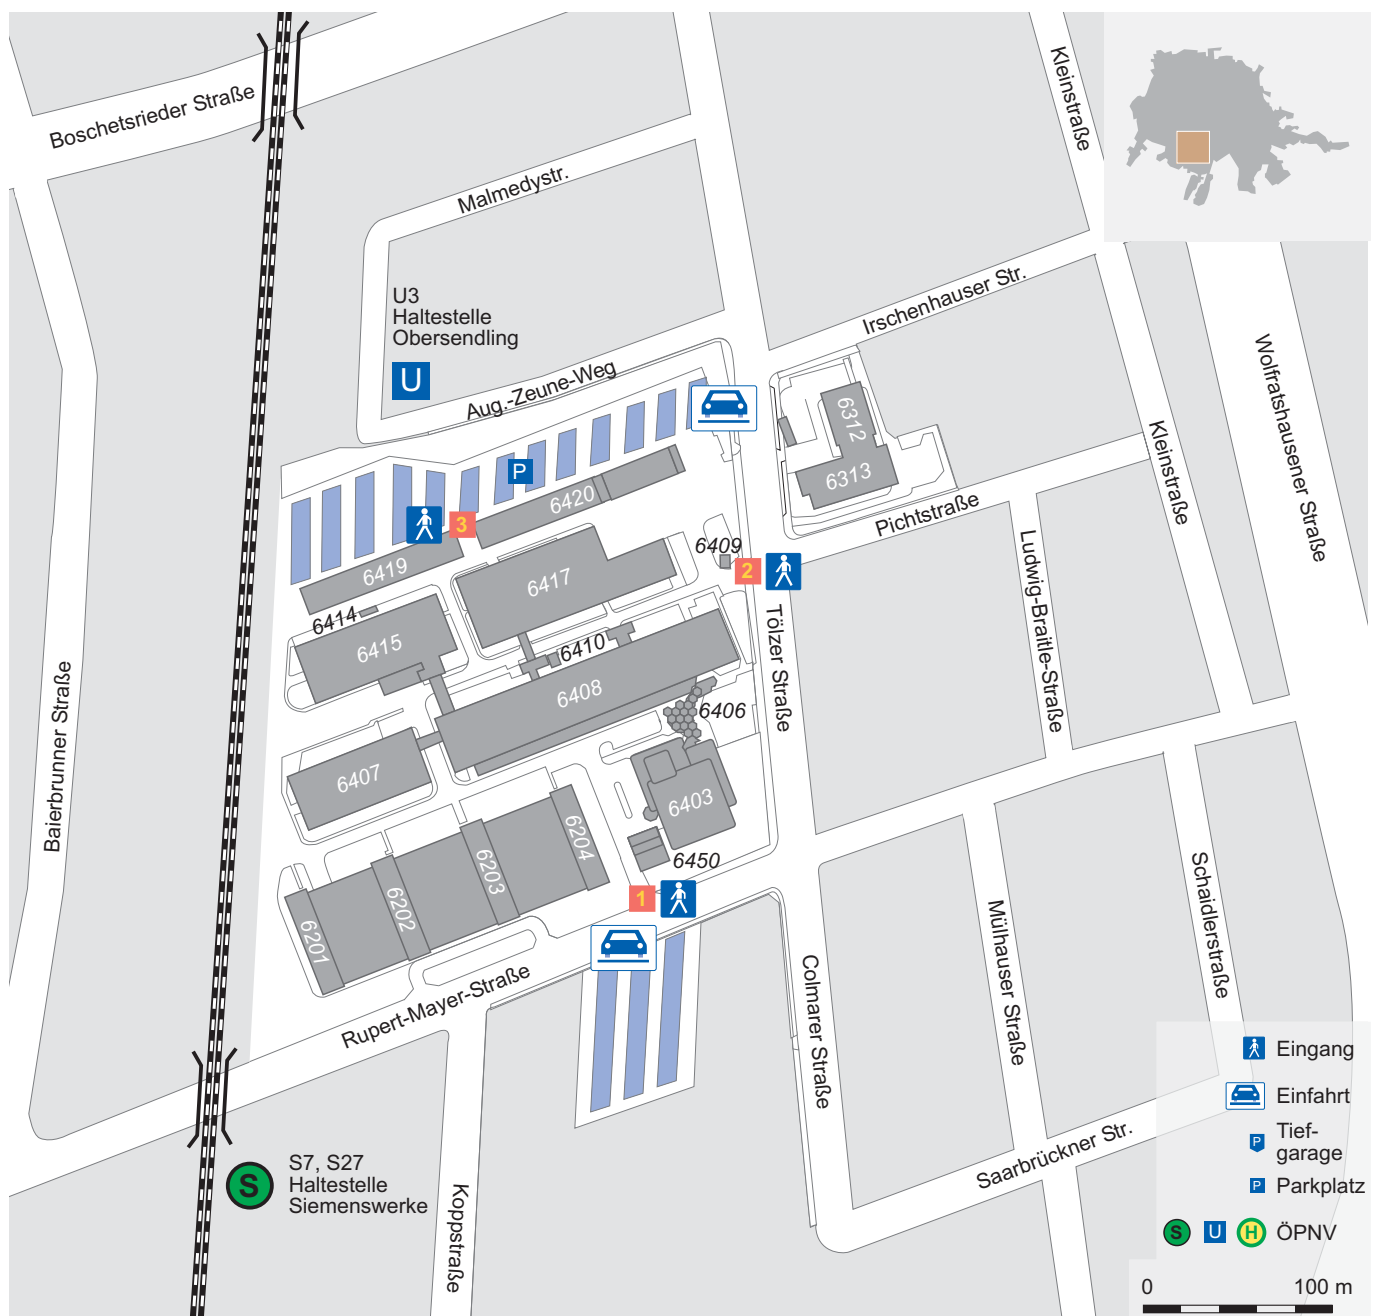 Boschetsrieder Straße
Kleinstraße
Malmedystr.
U3
Haltestelle
Obersendling
U
Irschenhauser Str.
Wolfratshausener Straße
Aug.-Zeune-Weg
6312
6313
Kleinstraße
P
6420
Pichtstraße
3
6419
6417
6409
2
Ludwig-Braitle-Straße
6414
6415
6410
Tölzer Straße
6408
6406
Baierbrunner Straße
6407
6403
6204
6203
6450
6202
6201
1
Schaidlerstraße
Mülhauser Straße
Colmarer Straße
Rupert-Mayer-Straße
Saarbrückner Str.
S
S7, S27
Haltestelle
Siemenswerke
Koppstraße
Eingang
Einfahrt
P
Tief-
garage
P Parkplatz
S U H ÖPNV
0 100 m